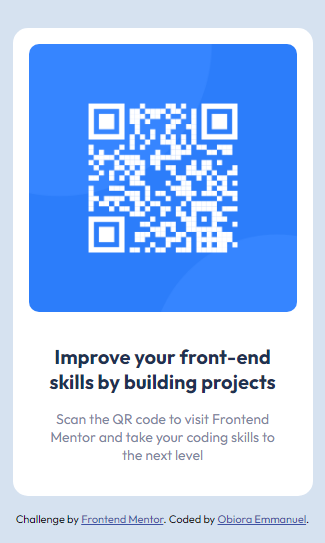 Improve your front-end
skills by building projects
Scan the QR code to visit Frontend
Mentor and take your coding skills to
the next level
Challenge by Frontend Mentor. Coded by Obiora Emmanuel.